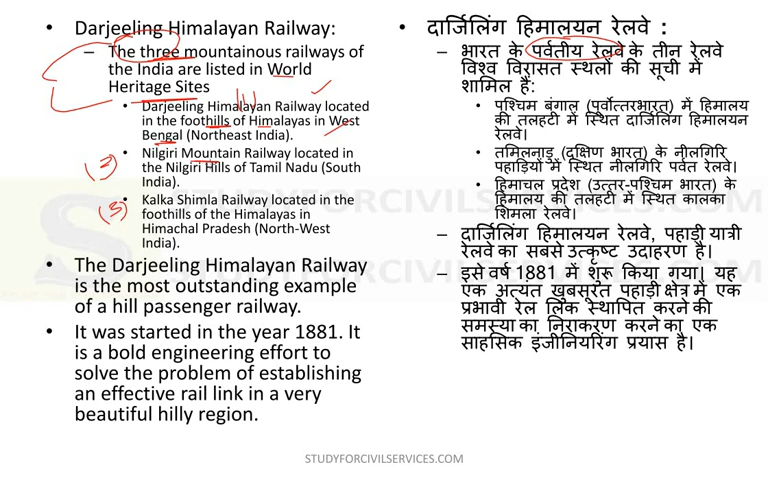 • Darjeeling Himalayan Railway:
– The three mountainous railways of
the India are listed in World
Heritage Sites
• Darjeeling Himalayan Railway located
in the foothills of Himalayas in West
Bengal (Northeast India).
• Nilgiri Mountain Railway located in
the Nilgiri Hills of Tamil Nadu (South
India).
• Kalka Shimla Railway located in the
foothills of the Himalayas in
Himachal Pradesh (North-West
India).
• The Darjeeling Himalayan Railway
is the most outstanding example
of a hill passenger railway.
• It was started in the year 1881. It
is a bold engineering effort to
solve the problem of establishing
an effective rail link in a very
beautiful hilly region.
(2)
(3)
• दार्जिलिंग हिमालयन रेलवे :
– भारत के पर्वतीय रेलवे के तीन रेलवे
विश्व विरासत स्थलों की सूची में
शामिल हैं:
• पश्चिम बंगाल (पूर्वोत्तरभारत) में हिमालय
की तलहटी में स्थित दार्जिलिंग हिमालयन
रेलवे।
• तमिलनाडु (दक्षिण भारत) के नीलगिरि
पहाड़ियों में स्थित नीलगिरि पर्वत रेलवे।
• हिमाचल प्रदेश (उत्तर-पश्चिम भारत) के
हिमालय की तलहटी में स्थित कालका
शिमला रेलवे।
– दार्जिलिंग हिमालयन रेलवे, पहाड़ी यात्री
रेलवे का सबसे उत्कृष्ट उदाहरण है।
– इसे वर्ष 1881 में शुरू किया गया। यह
एक अत्यंत खूबसूरत पहाड़ी क्षेत्र में एक
प्रभावी रेल लिंक स्थापित करने की
समस्या का निराकरण करने का एक
साहसिक इंजीनियरिंग प्रयास है।
STUDYFORCIVILSERVICES.COM